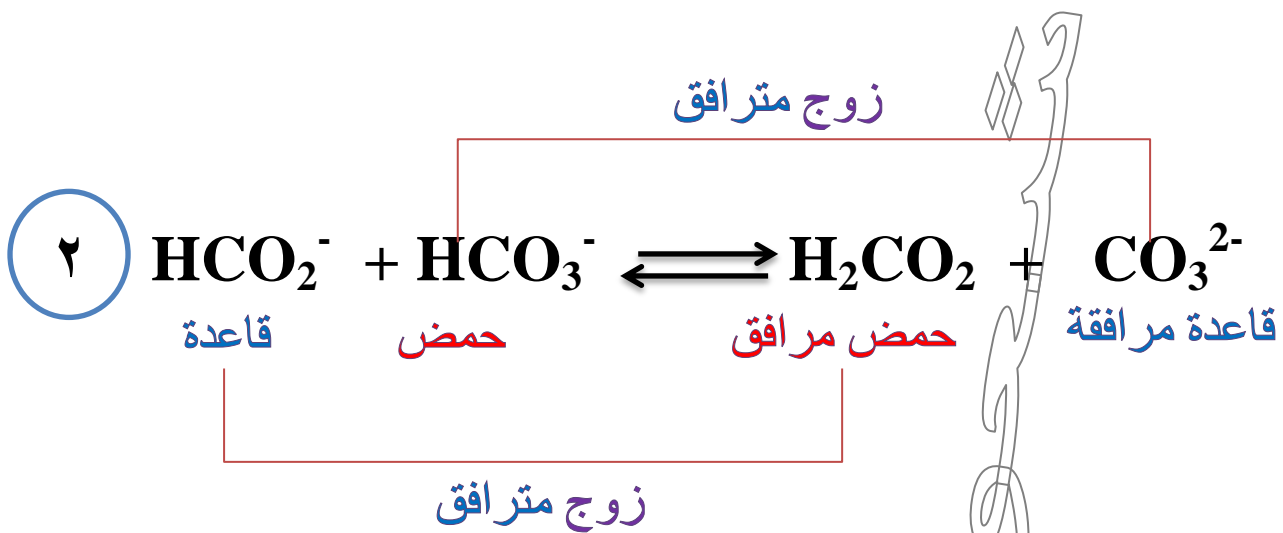 زوج مترافق
٢ HCO₂⁻ + HCO₃⁻ ⇌ H₂CO₂ + CO₃²⁻
قاعدة حمض حمض مرافق قاعدة مرافقة
زوج مترافق